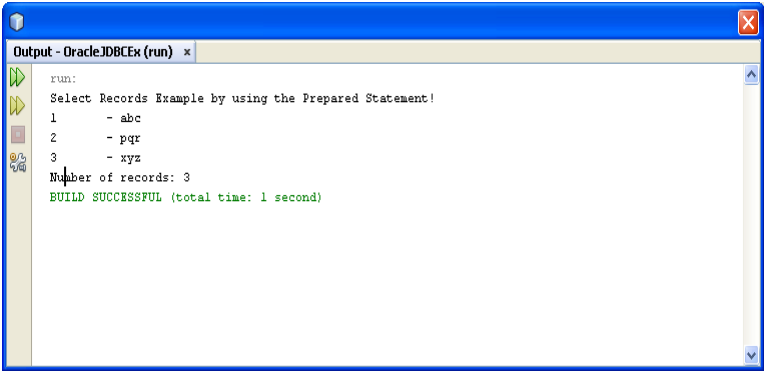 Output - OracleJDBCEx (run) x
run:
Select Records Example by using the Prepared Statement!
1 - abc
2 - pqr
3 - xyz
Number of records: 3
BUILD SUCCESSFUL (total time: 1 second)